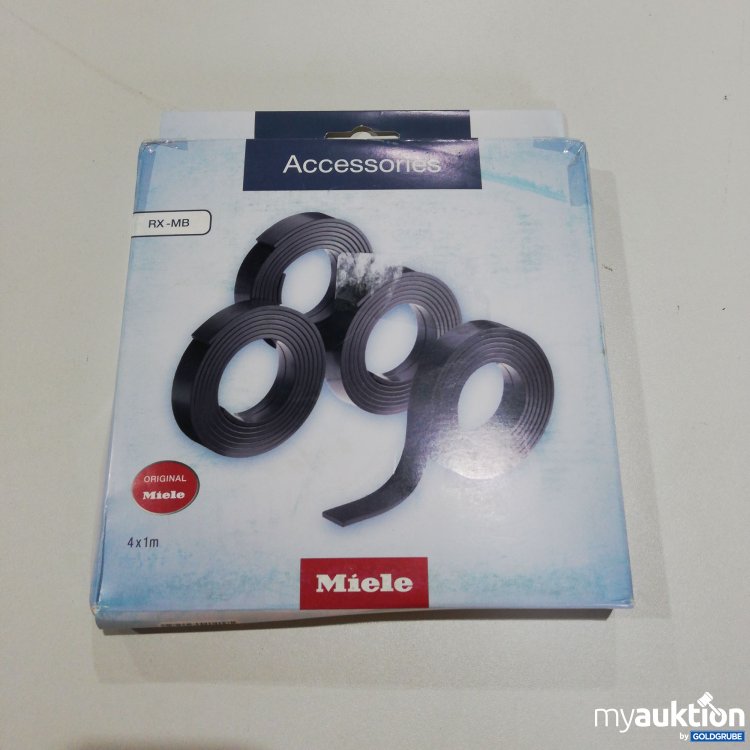 Accessories
RX-MB
ORIGINAL
Miele
4x1m
Miele
myauktion
by GOLDGRUBE